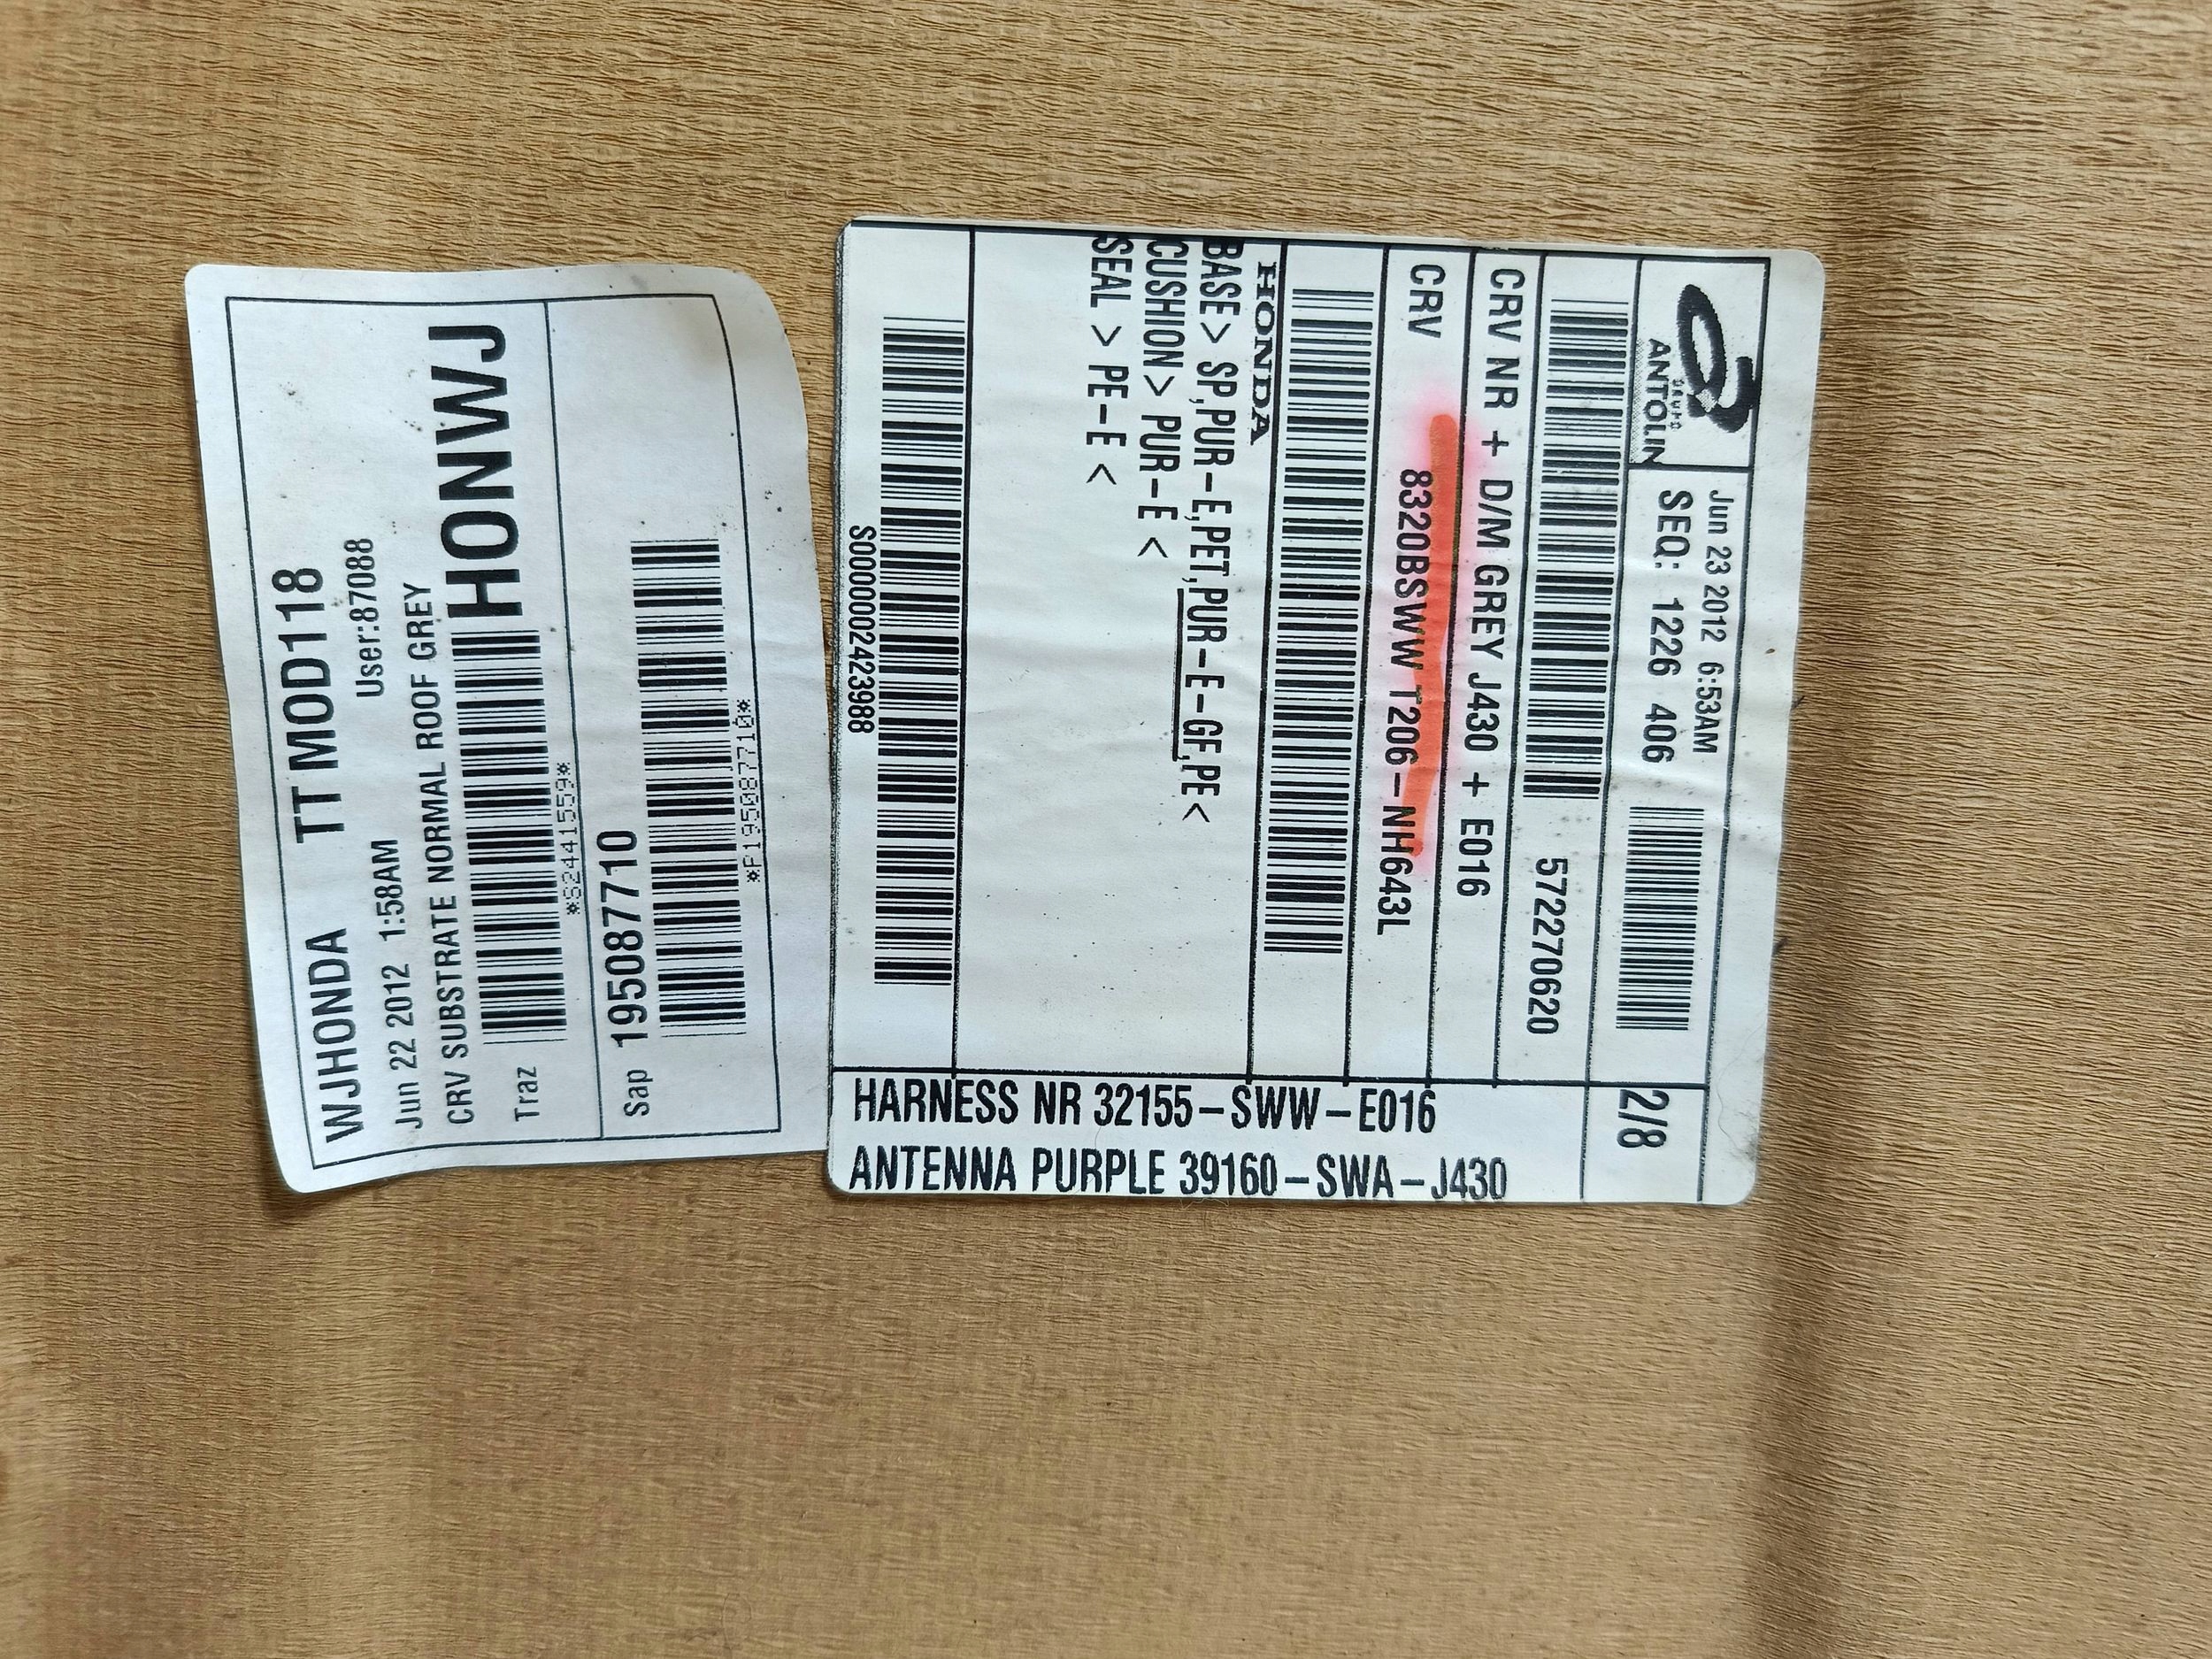 WJHONDA TT MOD118
Jun 22 2012 1:58AM User:87088
CRV SUBSTRATE NORMAL ROOF GREY
Traz HONWJ
*S24441559*
Sap 195087710
*P195087710*
GRUPO
ANTOLIN
Jun 23 2012 6:53AM
SEQ: 1226 406
2/8
572270620
CRV NR + D/M GREY J430 + E016
CRV 8320BSWW T206-NH643L
HONDA
BASE> SP,PUR-E,PET,PUR-E-GF,PE<
CUSHION> PUR-E <
SEAL > PE-E <
S0000002423988
HARNESS NR 32155-SWW-E016
ANTENNA PURPLE 39160-SWA-J430